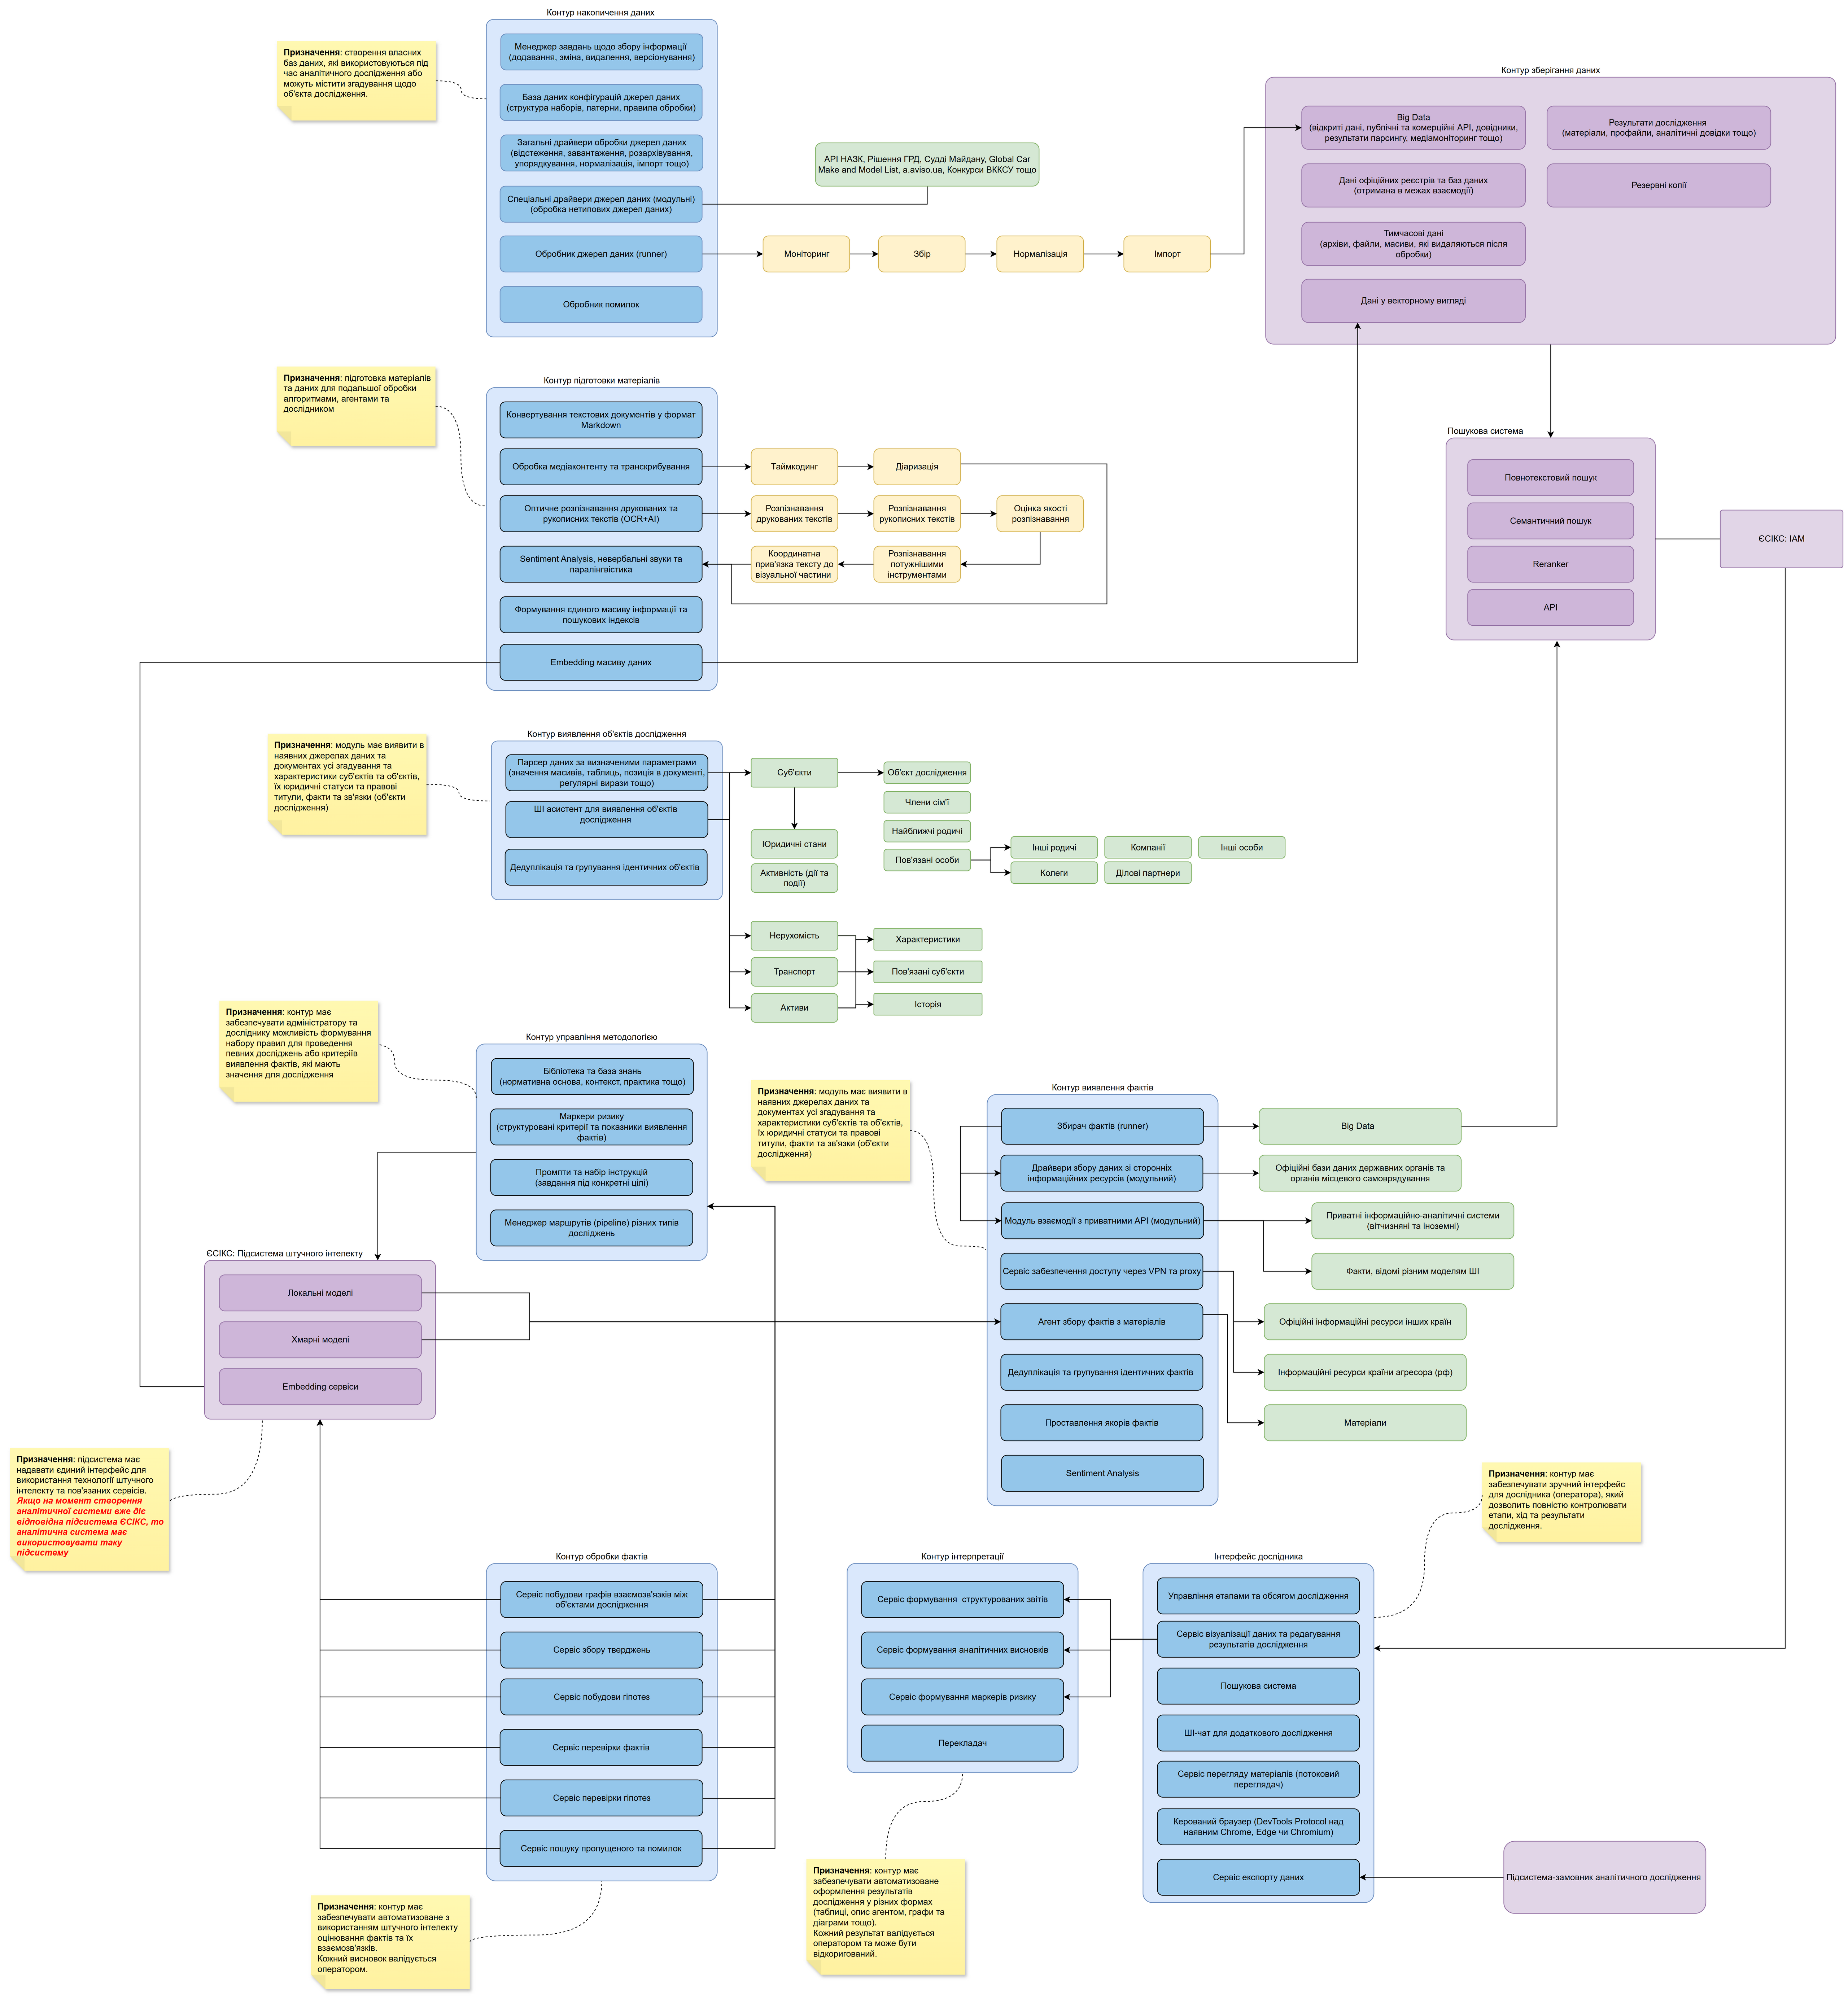 Контур накопичення даних
Призначення: створення власних
баз даних, які використовуються під
час аналітичного дослідження або
можуть містити згадування щодо
об'єкта дослідження.
Менеджер завдань щодо збору інформації
(додавання, зміна, видалення, версіонування)
База даних конфігурацій джерел даних
(структура наборів, патерни, правила обробки)
Загальні драйвери обробки джерел даних
(відстеження, завантаження, розархівування,
упорядкування, нормалізація, імпорт тощо)
Спеціальні драйвери джерел даних (модульні)
(обробка нетипових джерел даних)
Обробник джерел даних (runner)
Обробник помилок
АРІ НАЗК, Рішення ГРД, Судді Майдану, Global Car
Make and Model List, a.aviso.ua, Конкурси ВККСУ тощо
Моніторинг
Збір
Нормалізація
Імпорт
Контур зберігання даних
Big Data
(відкриті дані, публічні та комерційні АРІ, довідники,
результати парсингу, медіамоніторинг тощо)
Результати дослідження
(матеріали, профайли, аналітичні довідки тощо)
Дані офіційних реєстрів та баз даних
(отримана в межах взаємодії)
Резервні копії
Тимчасові дані
(архіви, файли, масиви, які видаляються після
обробки)
Дані у векторному вигляді
Контур підготовки матеріалів
Призначення: підготовка матеріалів
та даних для подальшої обробки
алгоритмами, агентами та
дослідником
Конвертування текстових документів у формат
Markdown
Обробка медіаконтенту та транскрибування
Таймкодинг
Діаризація
Оптичне розпізнавання друкованих та
рукописних текстів (OCR+AI)
Розпізнавання
друкованих текстів
Розпізнавання
рукописних текстів
Оцінка якості
розпізнавання
Sentiment Analysis, невербальні звуки та
паралінгвістика
Координатна
прив'язка тексту до
візуальної частини
Розпізнавання
потужнішими
інструментами
Формування єдиного масиву інформації та
пошукових індексів
Embedding масиву даних
Пошукова система
Повнотекстовий пошук
Семантичний пошук
Reranker
API
ЄСІКС: IAM
Контур виявлення об'єктів дослідження
Призначення: модуль має виявити в
наявних джерелах даних та
документах усі згадування та
характеристики суб'єктів та об'єктів,
їх юридичні статуси та правові
титули, факти та зв'язки (об'єкти
дослідження)
Парсер даних за визначеними параметрами
(значення масивів, таблиць, позиція в документі,
регулярні вирази тощо)
ШІ асистент для виявлення об'єктів
дослідження
Дедуплікація та групування ідентичних об'єктів
Суб'єкти
Об'єкт дослідження
Члени сім'ї
Найближчі родичі
Пов'язані особи
Юридичні стани
Активність (дії та
події)
Інші родичі
Компанії
Інші особи
Колеги
Ділові партнери
Нерухомість
Транспорт
Активи
Характеристики
Пов'язані суб'єкти
Історія
Контур управління методологією
Призначення: контур має
забезпечувати адміністратору та
досліднику можливість формування
набору правил для проведення
певних досліджень або критеріїв
виявлення фактів, які мають
значення для дослідження
Бібліотека та база знань
(нормативна основа, контекст, практика тощо)
Маркери ризику
(структуровані критерії та показники виявлення
фактів)
Промпти та набір інструкцій
(завдання під конкретні цілі)
Менеджер маршрутів (pipeline) різних типів
досліджень
Контур виявлення фактів
Призначення: модуль має виявити в
наявних джерелах даних та
документах усі згадування та
характеристики суб'єктів та об'єктів,
їх юридичні статуси та правові
титули, факти та зв'язки (об'єкти
дослідження)
Збирач фактів (runner)
Драйвери збору даних зі сторонніх
інформаційних ресурсів (модульний)
Модуль взаємодії з приватними АРІ (модульний)
Сервіс забезпечення доступу через VPN та proxy
Агент збору фактів з матеріалів
Дедуплікація та групування ідентичних фактів
Проставлення якорів фактів
Sentiment Analysis
Big Data
Офіційні бази даних державних органів та
органів місцевого самоврядування
Приватні інформаційно-аналітичні системи
(вітчизняні та іноземні)
Факти, відомі різним моделям ШІ
Офіційні інформаційні ресурси інших країн
Інформаційні ресурси країни агресора (рф)
Матеріали
ЄСІКС: Підсистема штучного інтелекту
Локальні моделі
Хмарні моделі
Embedding сервіси
Призначення: підсистема має
надавати єдиний інтерфейс для
використання технології штучного
інтелекту та пов'язаних сервісів.
Якщо на момент створення
аналітичної системи вже діє
відповідна підсистема ЄСІКС, то
аналітична система має
використовувати таку
підсистему
Контур обробки фактів
Сервіс побудови графів взаємозв'язків між
об'єктами дослідження
Сервіс збору тверджень
Сервіс побудови гіпотез
Сервіс перевірки фактів
Сервіс перевірки гіпотез
Сервіс пошуку пропущеного та помилок
Призначення: контур має
забезпечувати автоматизоване з
використанням штучного інтелекту
оцінювання фактів та їх
взаємозв'язків.
Кожний висновок валідується
оператором.
Контур інтерпретації
Сервіс формування  структурованих звітів
Сервіс формування аналітичних висновків
Сервіс формування маркерів ризику
Перекладач
Призначення: контур має
забезпечувати автоматизоване
оформлення результатів
дослідження у різних формах
(таблиці, опис агентом, графи та
діаграми тощо).
Кожний результат валідується
оператором та може бути
відкоригований.
Інтерфейс дослідника
Призначення: контур має
забезпечувати зручний інтерфейс
для дослідника (оператора), який
дозволить повністю контролювати
етапи, хід та результати
дослідження.
Управління етапами та обсягом дослідження
Сервіс візуалізації даних та редагування
результатів дослідження
Пошукова система
ШІ-чат для додаткового дослідження
Сервіс перегляду матеріалів (потоковий
переглядач)
Керований браузер (DevTools Protocol над
наявним Chrome, Edge чи Chromium)
Сервіс експорту даних
Підсистема-замовник аналітичного дослідження